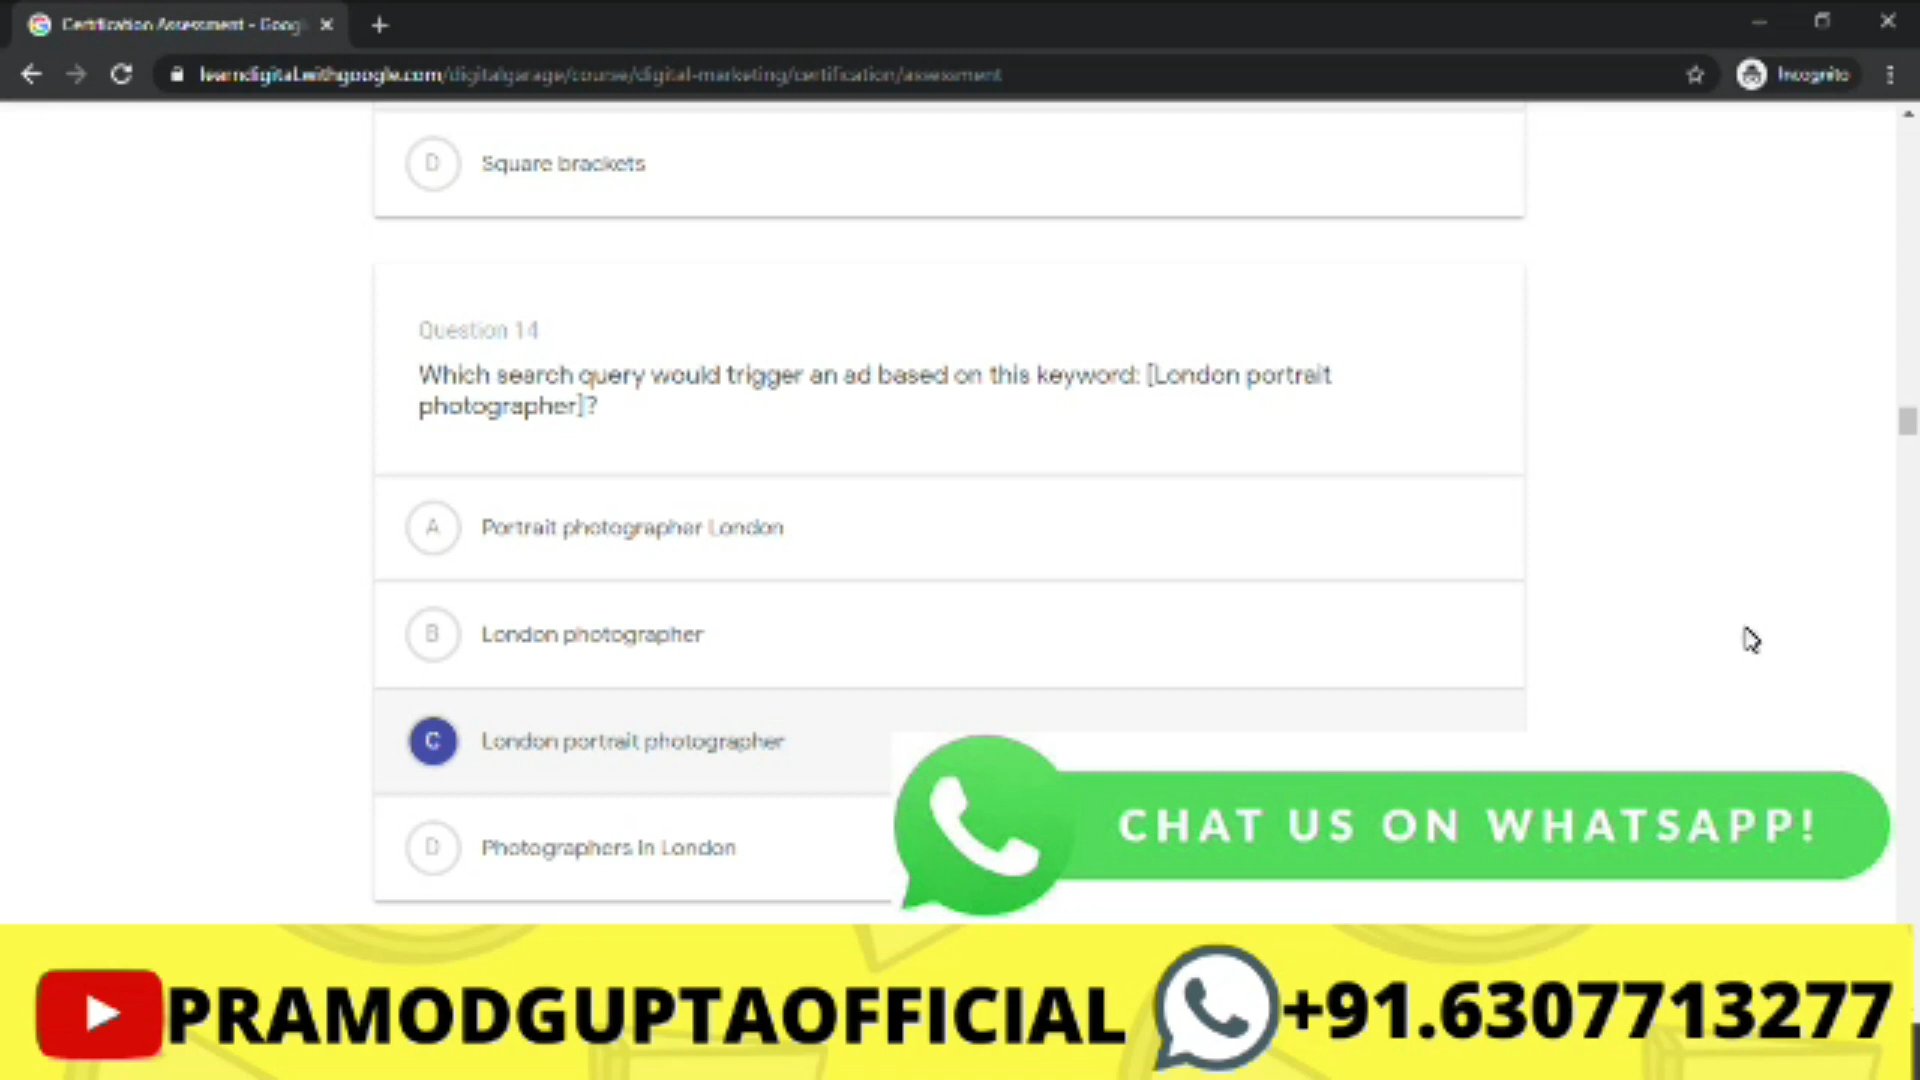 Certification Assessment - Goog
learndigital.withgoogle.com/digitalgarage/course/digital-marketing/certification/assessment
Incognito
D Square brackets
Question 14
Which search query would trigger an ad based on this keyword: [London portrait
photographer]?
A Portrait photographer London
B London photographer
C London portrait photographer
D Photographers in London
CHAT US ON WHATSAPP!
PRAMODGUPTAOFFICIAL +91.6307713277